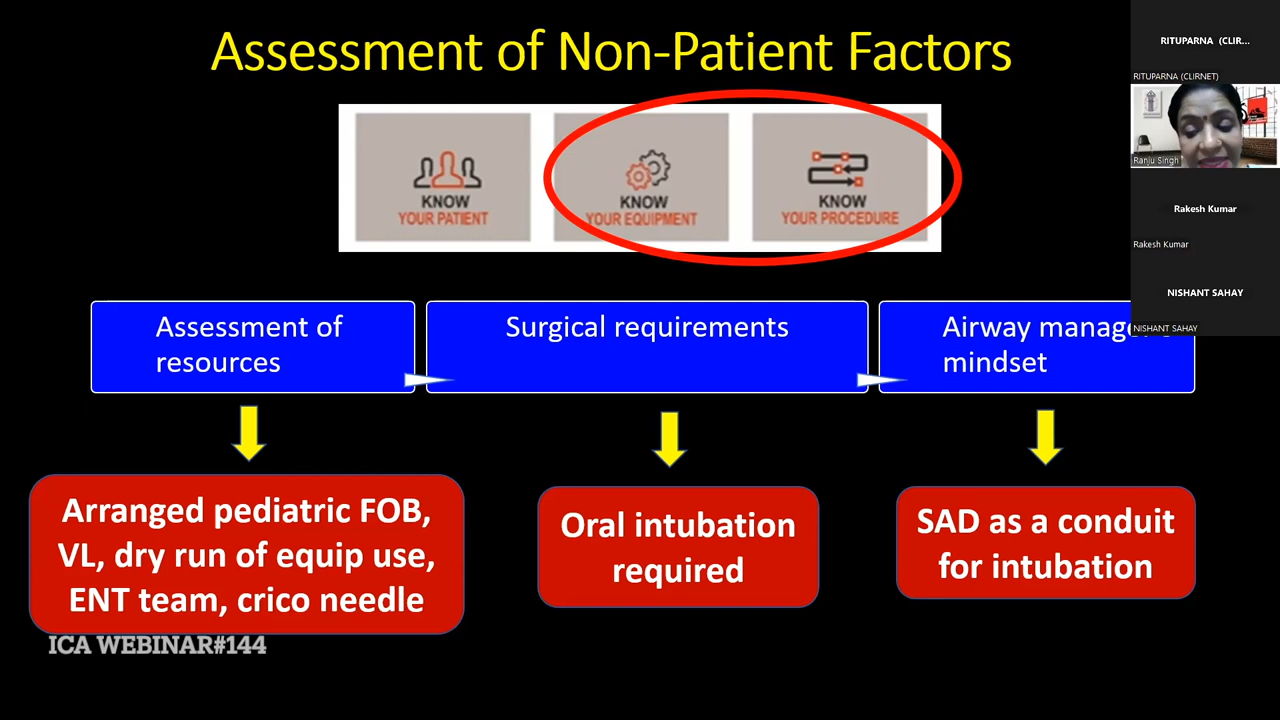 Assessment of Non-Patient Factors
KNOW
YOUR PATIENT
KNOW
YOUR EQUIPMENT
KNOW
YOUR PROCEDURE
Assessment of
resources
Surgical requirements
Airway manage
mindset
Arranged pediatric FOB,
VL, dry run of equip use,
ENT team, crico needle
Oral intubation
required
SAD as a conduit
for intubation
ICA WEBINAR#144
RITUPARNA (CLIR...
RITUPARNA (CLIRNET)
Ranju Singh
Rakesh Kumar
Rakesh Kumar
NISHANT SAHAY
NISHANT SAHAY